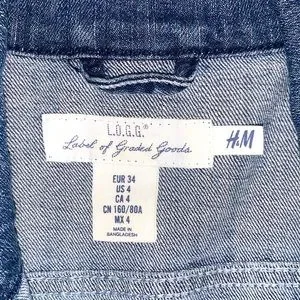 L.O.G.G.®
Label of Graded Goods.
H&M
EUR 34
US 4
CA 4
CN 160/80A
MX 4
MADE IN
BANGLADESH